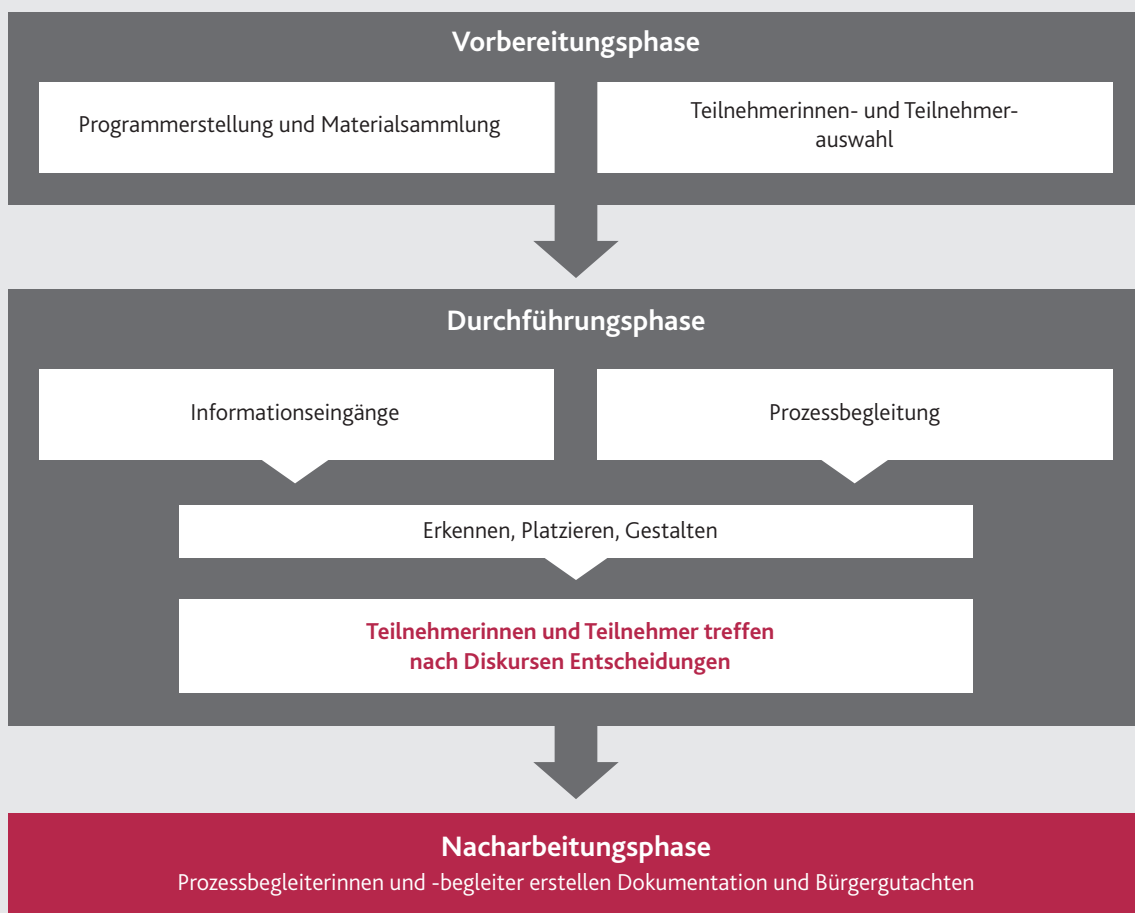 Vorbereitungsphase
Programmerstellung und Materialsammlung
Teilnehmerinnen- und Teilnehmer-
auswahl
Durchführungsphase
Informationseingänge
Prozessbegleitung
Erkennen, Platzieren, Gestalten
Teilnehmerinnen und Teilnehmer treffen
nach Diskursen Entscheidungen
Nacharbeitungsphase
Prozessbegleiterinnen und -begleiter erstellen Dokumentation und Bürgergutachten